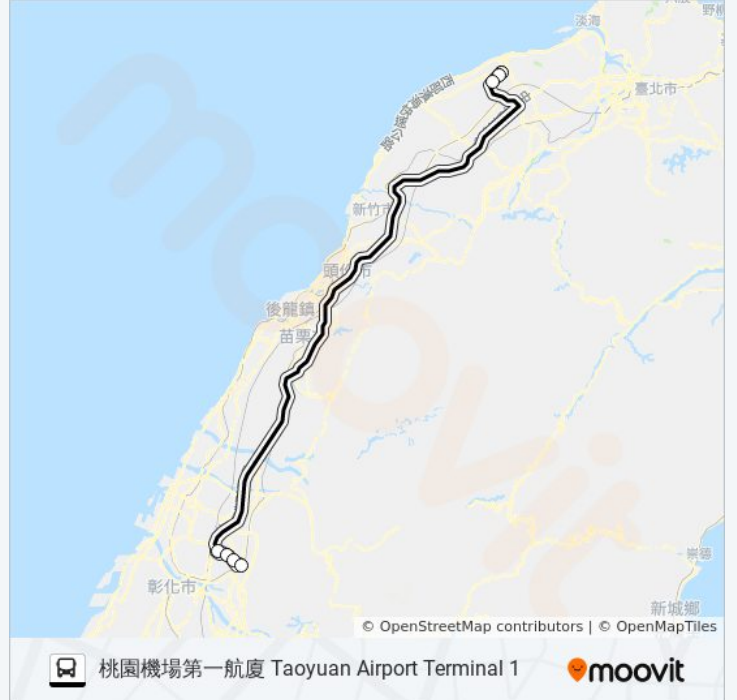 淡海
臺北市
中
新竹市
頭份市
後龍鎮
苗栗
彰化市
崇德
新城鄉
moovit
© OpenStreetMap contributors | © OpenMapTiles
桃園機場第一航廈 Taoyuan Airport Terminal 1
moovit